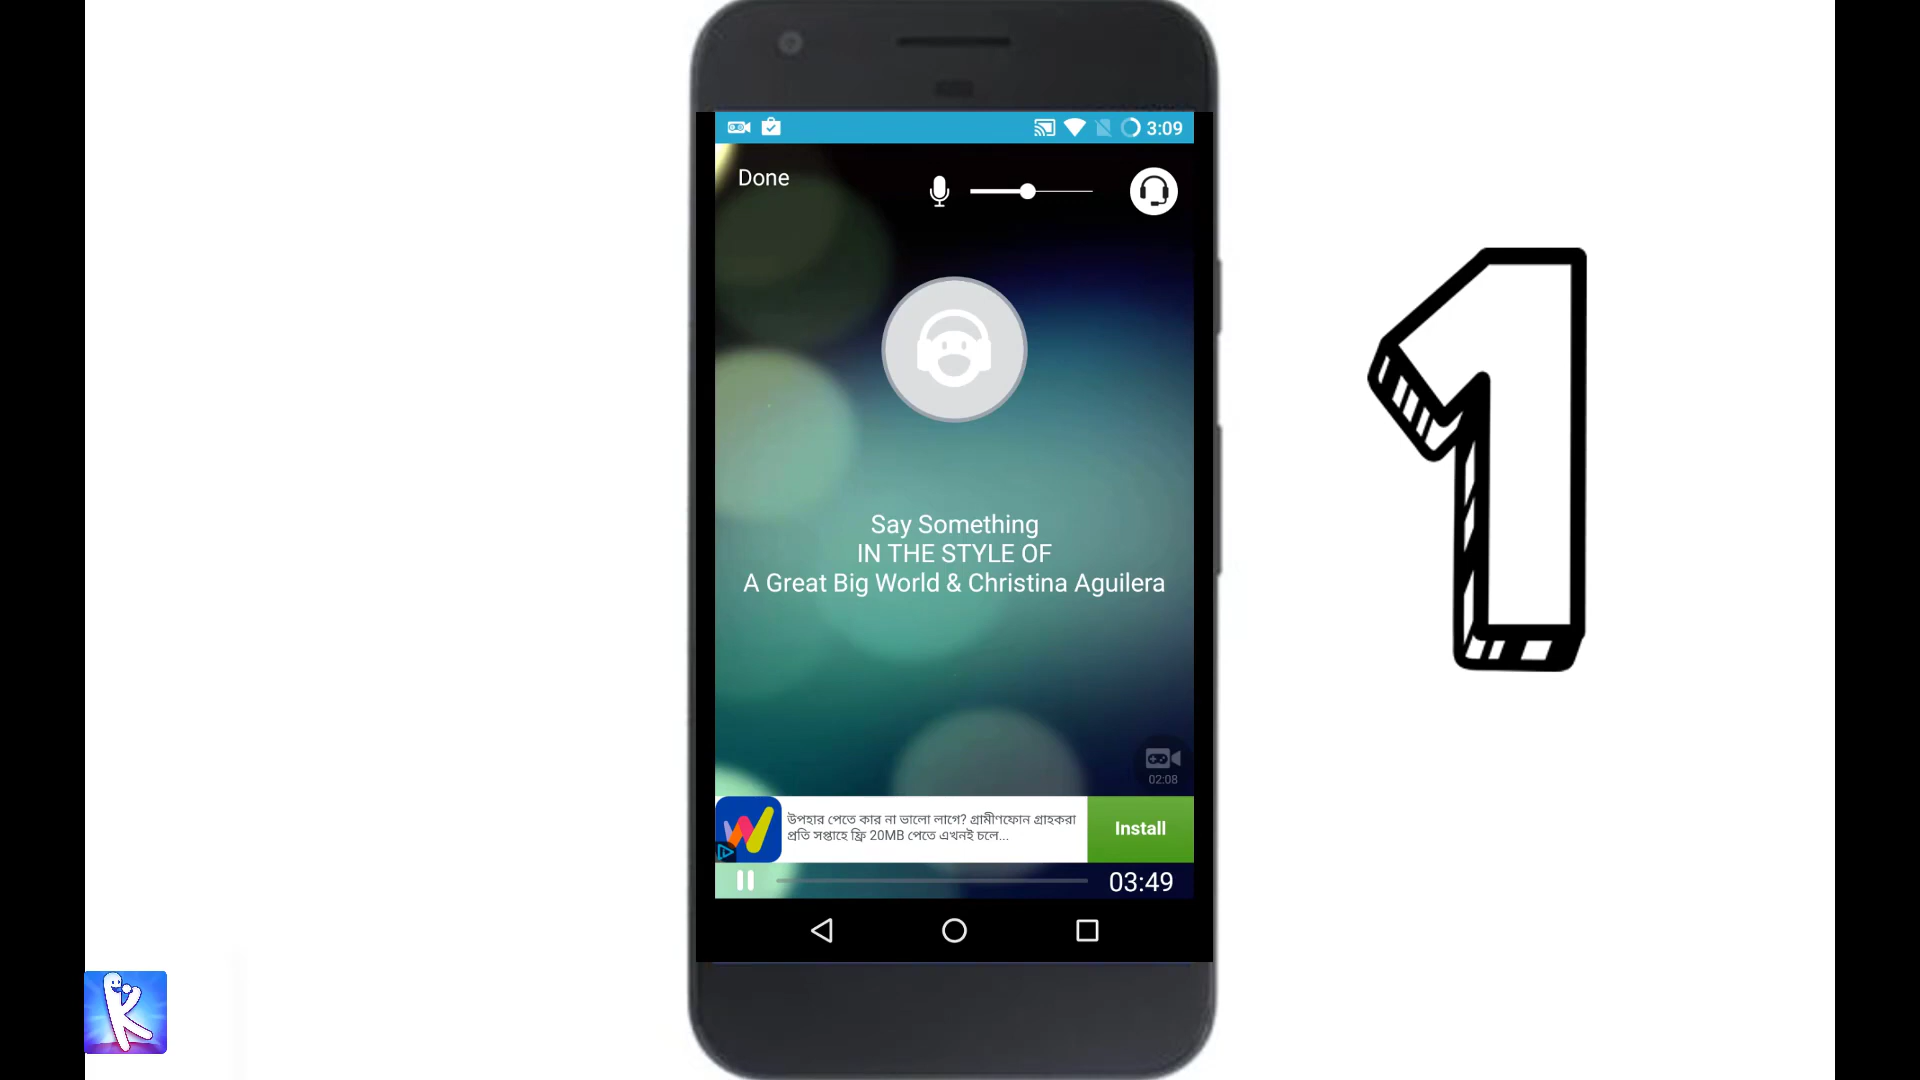 3:09
Done
Say Something
IN THE STYLE OF
A Great Big World & Christina Aguilera
1
02:08
উপহার পেতে কার না ভালো লাগে? গ্রামীণফোন গ্রাহকরা
প্রতি সপ্তাহে ফ্রি 20MB পেতে এখনই চলে...
Install
03:49